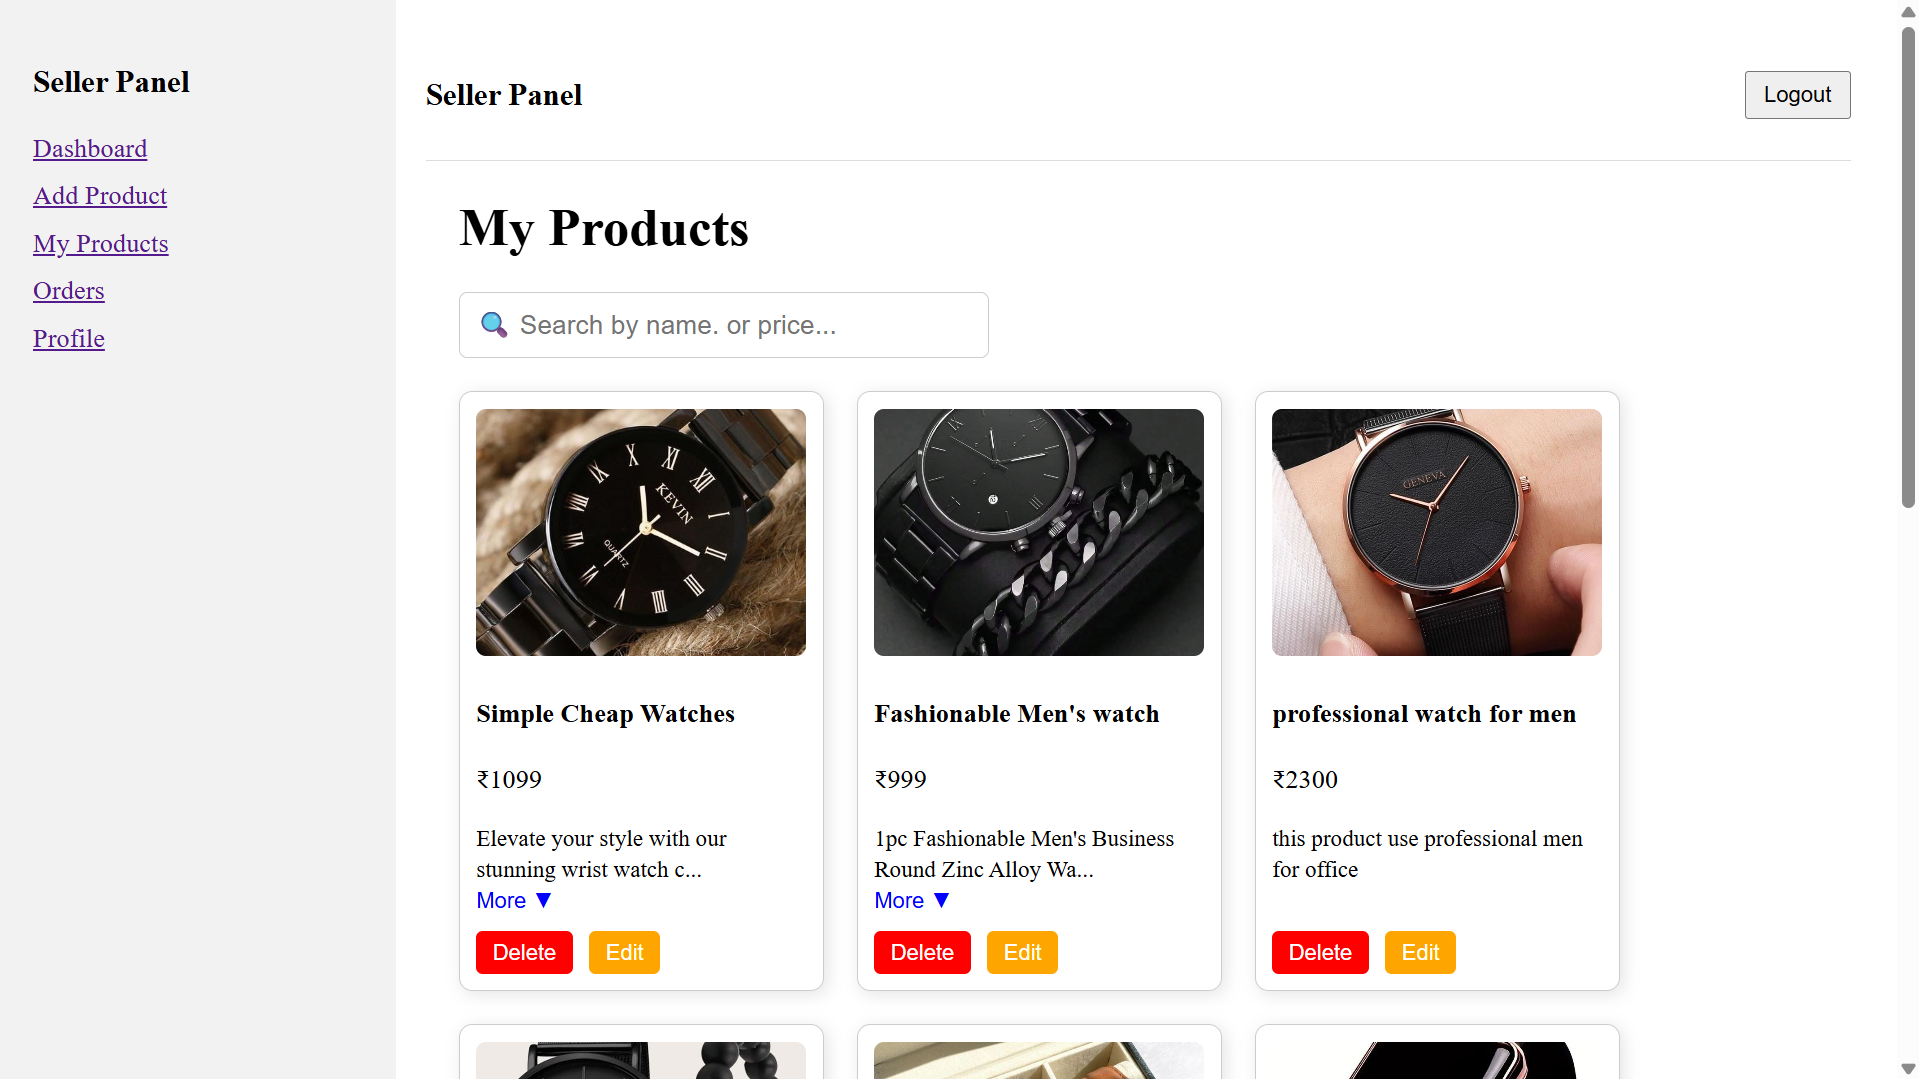 Seller Panel
Dashboard
Add Product
My Products
Orders
Profile
Seller Panel
Logout
My Products
Search by name. or price...
KEVIN
QUARTZ
GENEVA
Simple Cheap Watches
₹1099
Elevate your style with our
stunning wrist watch c...
More ▼
Delete
Edit
Fashionable Men's watch
₹999
1pc Fashionable Men's Business
Round Zinc Alloy Wa...
More ▼
Delete
Edit
professional watch for men
₹2300
this product use professional men
for office
Delete
Edit